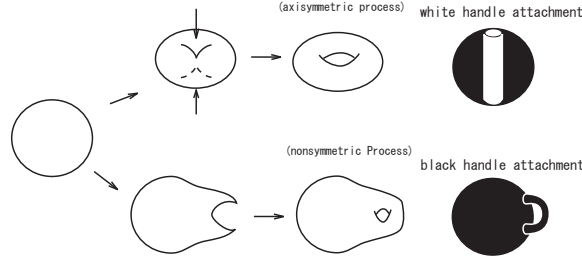 (axisymmetric process)
white handle attachment
(nonsymmetric Process)
black handle attachment